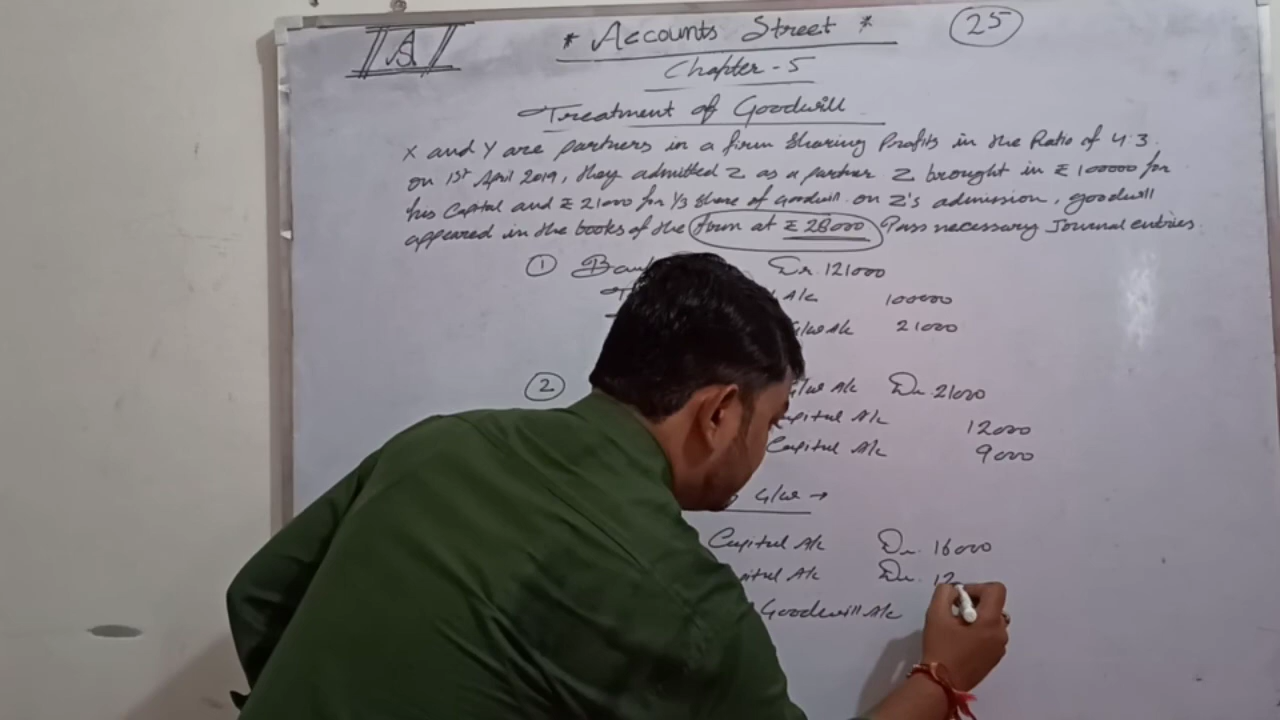 A
* Accounts Street *
25
Chapter - 5
Treatment of Goodwill
X and Y are partners in a firm sharing Profits in the Ratio of 4:3.
on 1st April 2019, they admitted Z as a partner Z brought in ₹ 100000 for
his Capital and ₹ 21000 for 1/3 share of Goodwill. on Z's admission, goodwill
appeared in the books of the firm at ₹ 28000 Pass necessary Journal entries.
① Ban Dr. 121000
A/c 100000
G/w A/c 21000
② G/w A/c Dr. 21000
Capital A/c 12000
Capital A/c 9000
G/w →
Capital A/c Dr. 16000
A/c Dr. 12
Goodwill A/c